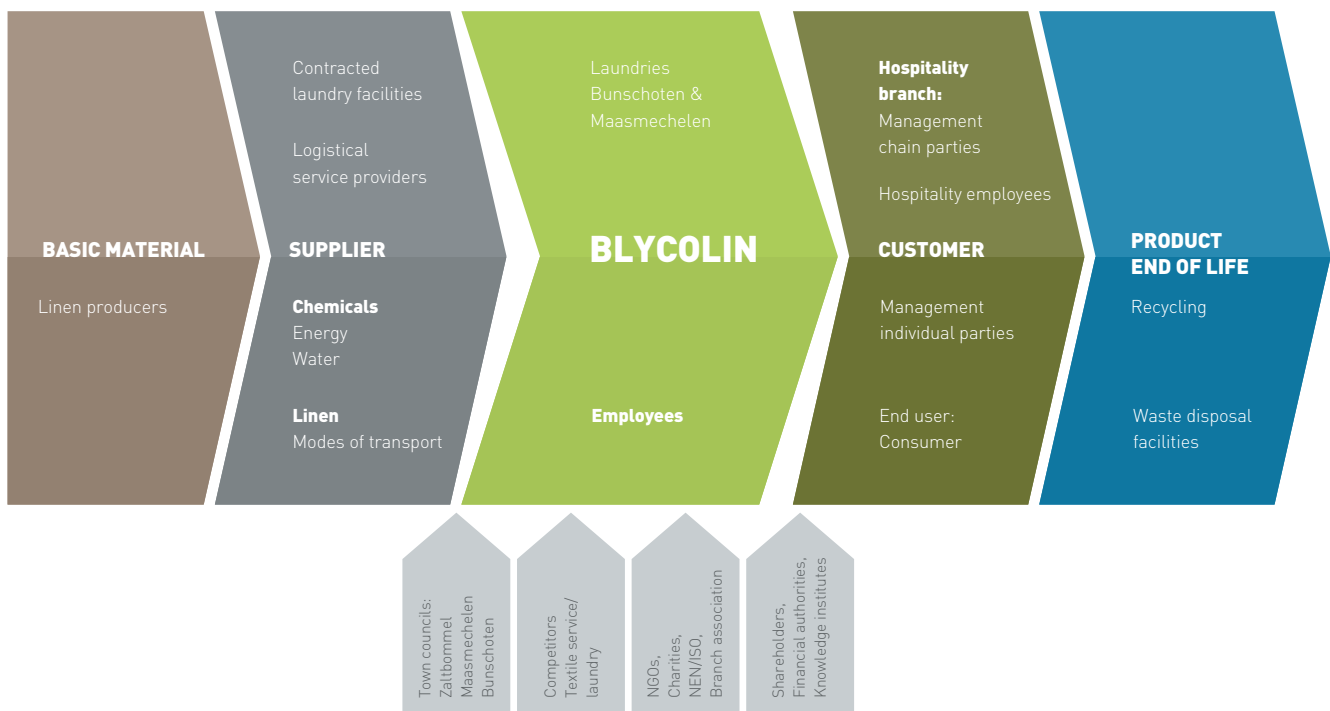 BASIC MATERIAL
Linen producers
Contracted
laundry facilities
Logistical
service providers
SUPPLIER
Chemicals
Energy
Water
Linen
Modes of transport
Laundries
Bunschoten &
Maasmechelen
BLYCOLIN
Employees
Hospitality
branch:
Management
chain parties
Hospitality employees
CUSTOMER
Management
individual parties
End user:
Consumer
PRODUCT
END OF LIFE
Recycling
Waste disposal
facilities
Town councils:
Zaltbommel
Maasmechelen
Bunschoten
Competitors
Textile service/
laundry
NGOs,
Charities,
NEN/ISO,
Branch association
Shareholders,
Financial authorities,
Knowledge institutes